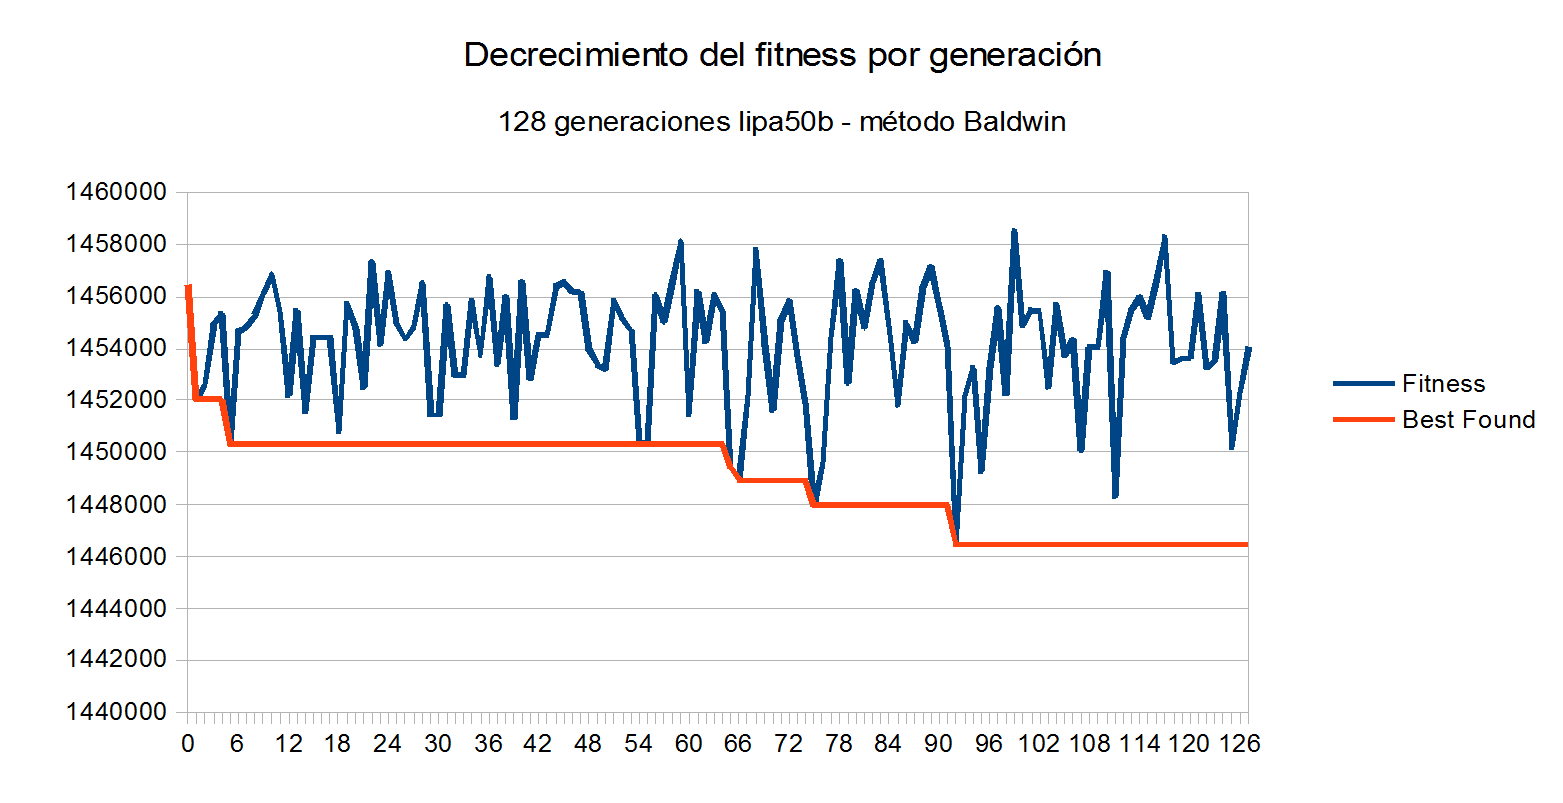 Decrecimiento del fitness por generación
128 generaciones lipa50b - método Baldwin
1460000
1458000
1456000
1454000
1452000
1450000
1448000
1446000
1444000
1442000
1440000
0 6 12 18 24 30 36 42 48 54 60 66 72 78 84 90 96 102 108 114 120 126
Fitness
Best Found